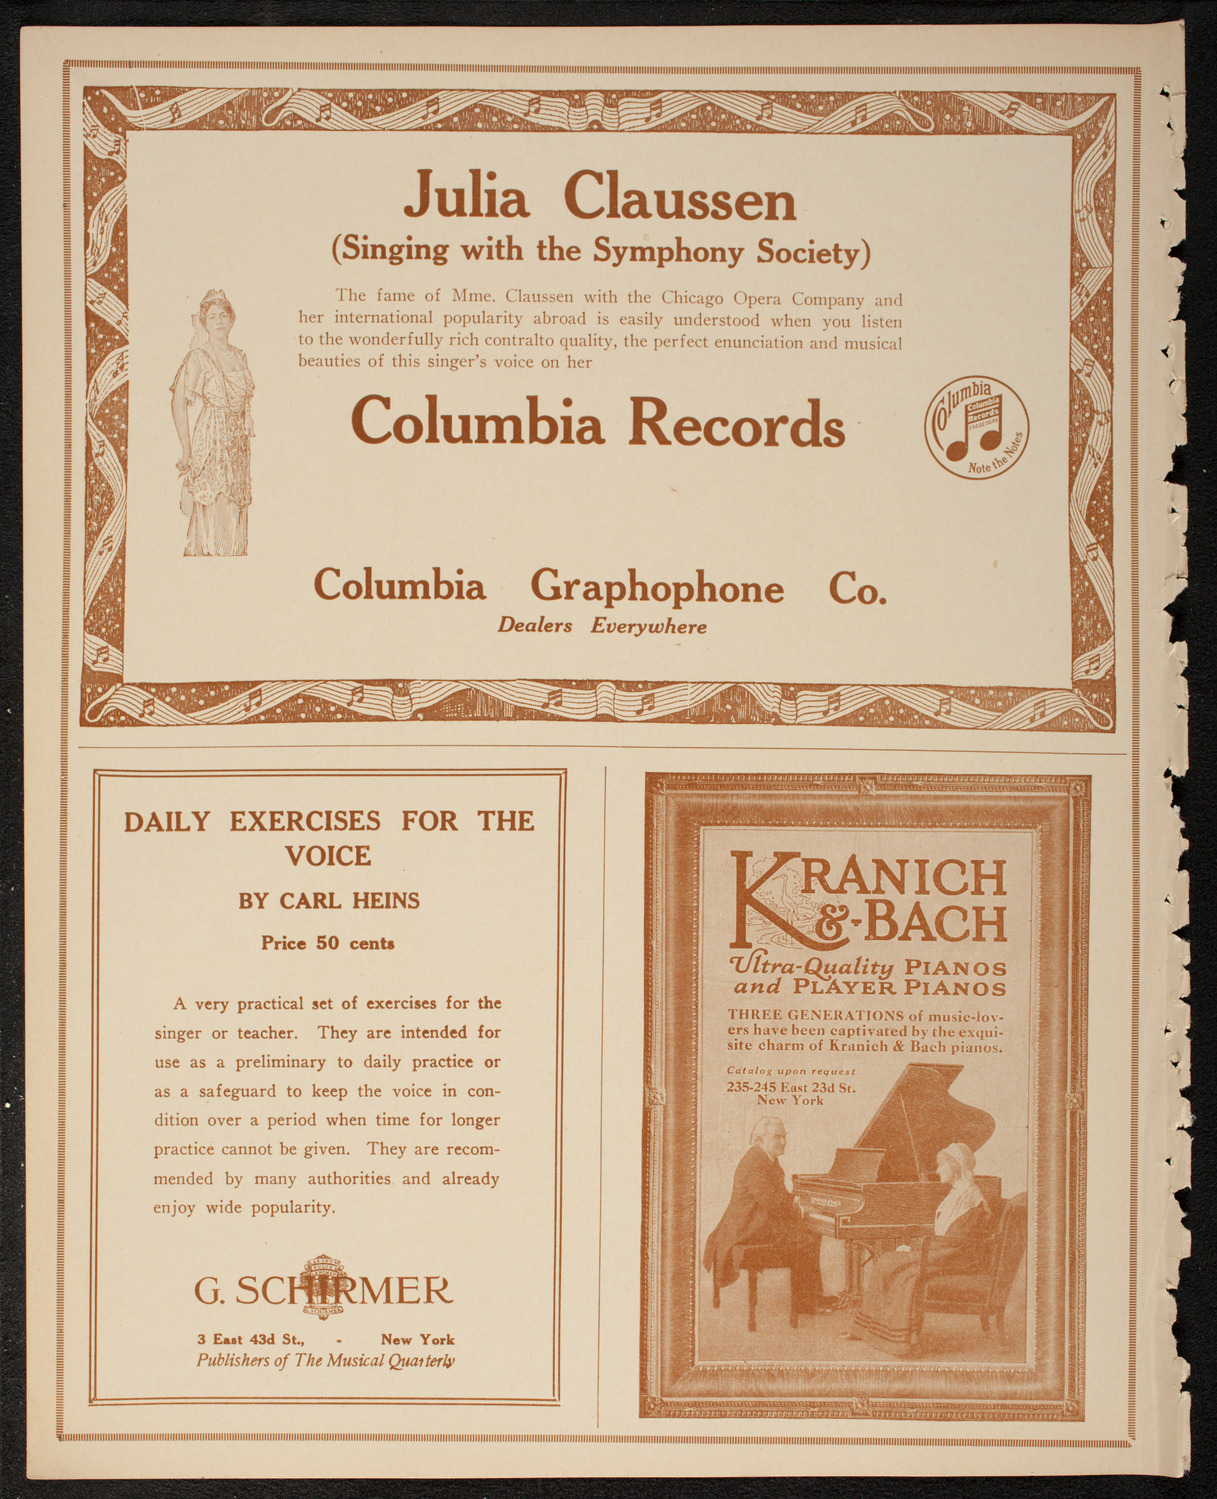 Julia Claussen
(Singing with the Symphony Society)
The fame of Mme. Claussen with the Chicago Opera Company and
her international popularity abroad is easily understood when you listen
to the wonderfully rich contralto quality, the perfect enunciation and musical
beauties of this singer's voice on her
Columbia Records
Columbia
Columbia
Records
Note the Notes
Columbia Graphophone Co.
Dealers Everywhere
DAILY EXERCISES FOR THE
VOICE
BY CARL HEINS
Price 50 cents
A very practical set of exercises for the
singer or teacher. They are intended for
use as a preliminary to daily practice or
as a safeguard to keep the voice in con-
dition over a period when time for longer
practice cannot be given. They are recom-
mended by many authorities and already
enjoy wide popularity.
G. SCHIRMER
3 East 43d St., - New York
Publishers of The Musical Quarterly
KRANICH
&-BACH
Ultra-Quality PIANOS
and PLAYER PIANOS
THREE GENERATIONS of music-lov-
ers have been captivated by the exqui-
site charm of Kranich & Bach pianos.
Catalog upon request
235-245 East 23d St.
New York